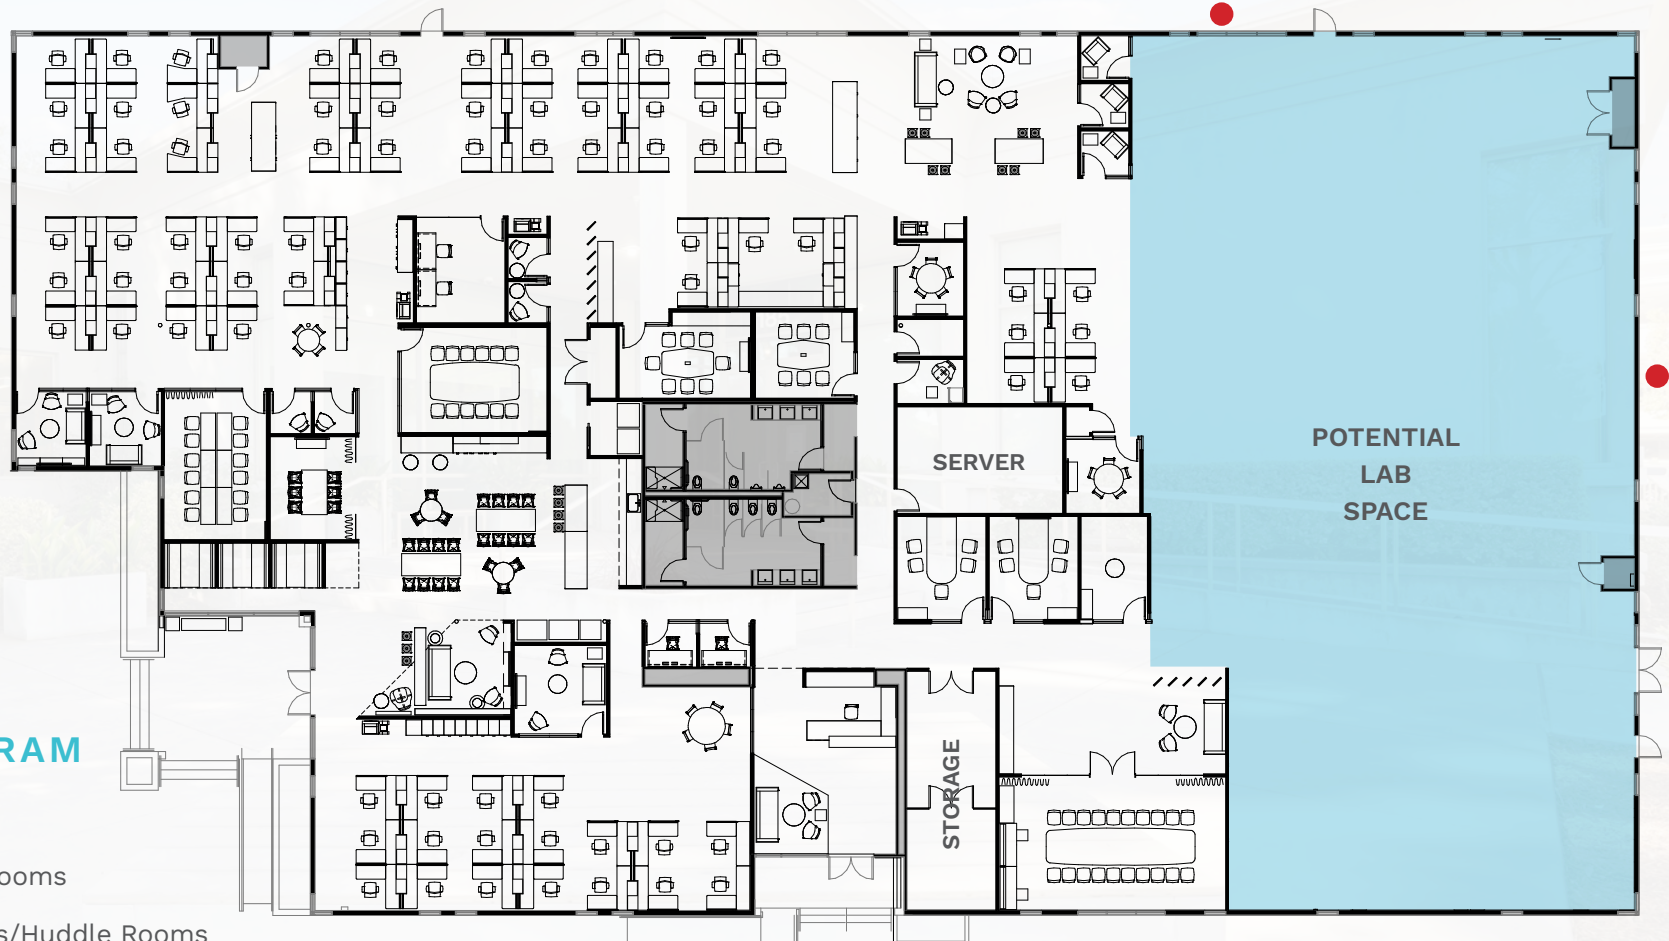 POTENTIAL
LAB
SPACE
SERVER
STORAGE
RAM
ooms
s/Huddle Rooms